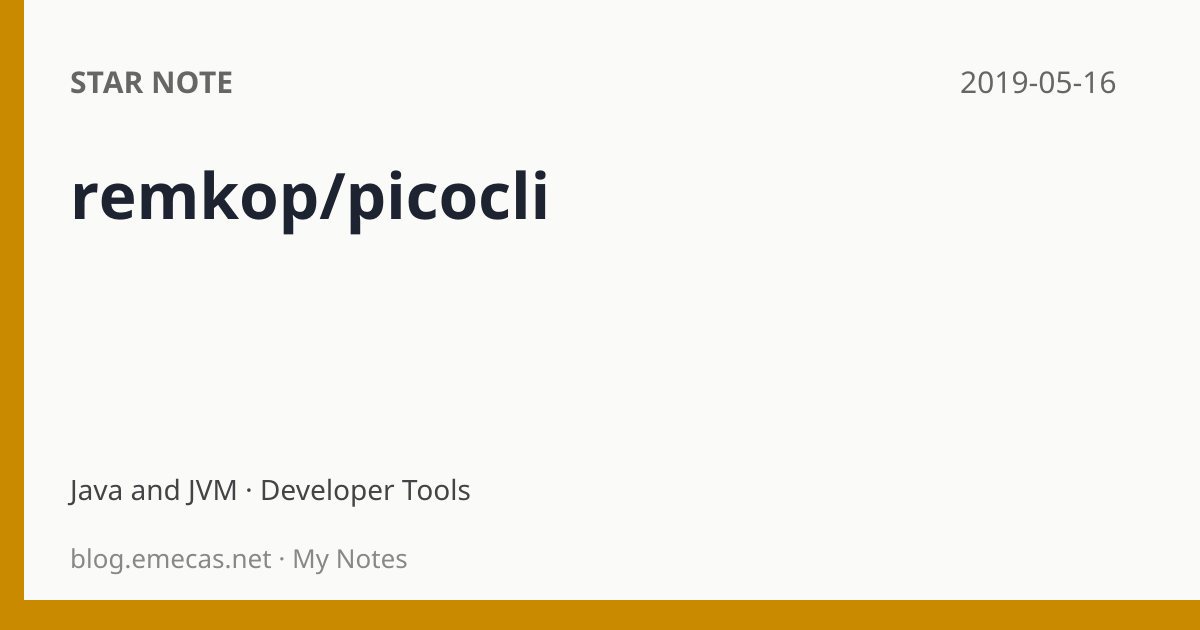 STAR NOTE
2019-05-16
remkop/picocli
Java and JVM · Developer Tools
blog.emecas.net · My Notes